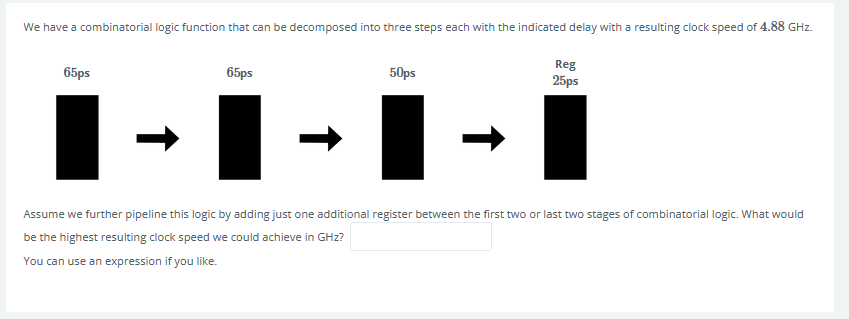 We have a combinatorial logic function that can be decomposed into three steps each with the indicated delay with a resulting clock speed of 4.88 GHz.
65ps 65ps 50ps Reg
25ps
Assume we further pipeline this logic by adding just one additional register between the first two or last two stages of combinatorial logic. What would
be the highest resulting clock speed we could achieve in GHz?
You can use an expression if you like.